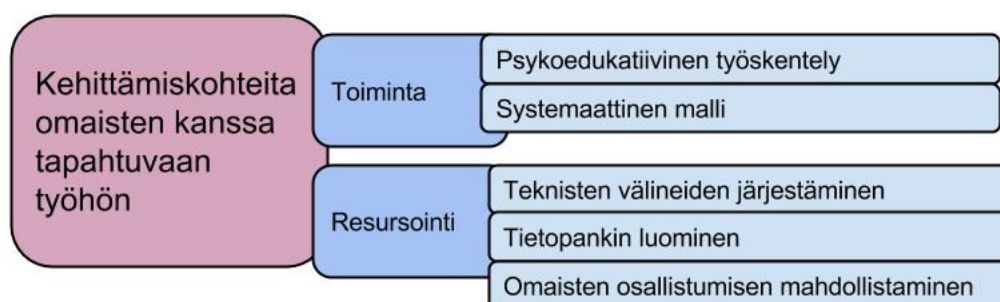 Kehittämiskohteita
omaisten kanssa
tapahtuvaan
työhön
Toiminta
Psykoedukatiivinen työskentely
Systemaattinen malli
Resursointi
Teknisten välineiden järjestäminen
Tietopankin luominen
Omaisten osallistumisen mahdollistaminen